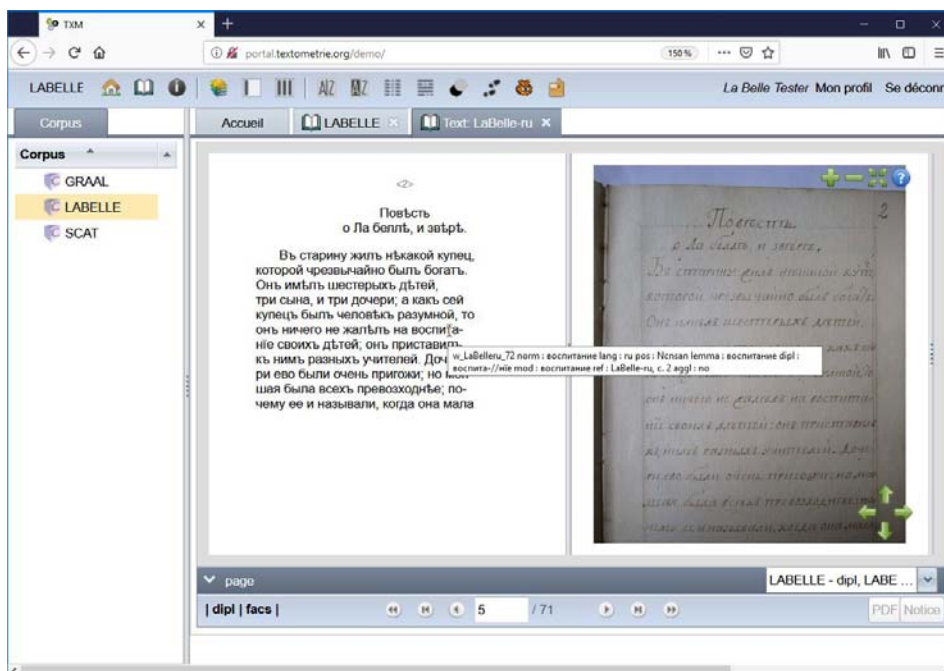 TXM
portal.textometrie.org/demo/
150%
LABELLE
A|Z
La Belle Tester Mon profil Se déconn
Corpus
Accueil
LABELLE
Text: LaBelle-ru
Corpus
GRAAL
LABELLE
SCAT
<2>
Повѣсть
о Ла беллѣ, и звѣрѣ.
Въ старину жилъ нѣкакой купец,
которой чрезвычайно былъ богатъ.
Онъ имѣлъ шестерыхъ дѣтей,
три сына, и три дочери; а какъ сей
купецъ былъ человѣкъ разумной, то
онъ ничего не жалѣлъ на воспита-
нїе своихъ дѣтей; онъ приставилъ
къ нимъ разныхъ учителей. Доч
ри ево были очень пригожи; но
шая была всехъ превозходнѣе; по-
чему ее и называли, когда она мала
w_LaBelleru_72 norm : воспитание lang : ru pos : Ncnsan lemma : воспитание dipl :
воспита-//нїе mod : воспитание ref : LaBelle-ru, с. 2 aggl : no
2
Повѣсть
о Ла беллѣ, и звѣрѣ.
page
LABELLE - dipl, LABE ...
| dipl | facs |
5 / 71
PDF Notice